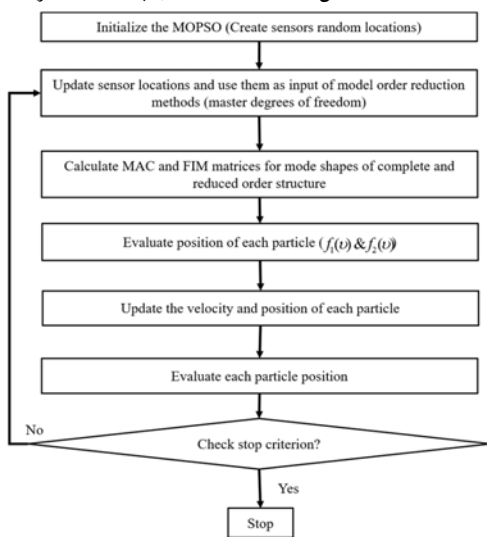 Initialize the MOPSO (Create sensors random locations)
Update sensor locations and use them as input of model order reduction
methods (master degrees of freedom)
Calculate MAC and FIM matrices for mode shapes of complete and
reduced order structure
Evaluate position of each particle (f₁(υ) & f₂(υ))
Update the velocity and position of each particle
Evaluate each particle position
No
Check stop criterion?
Yes
Stop